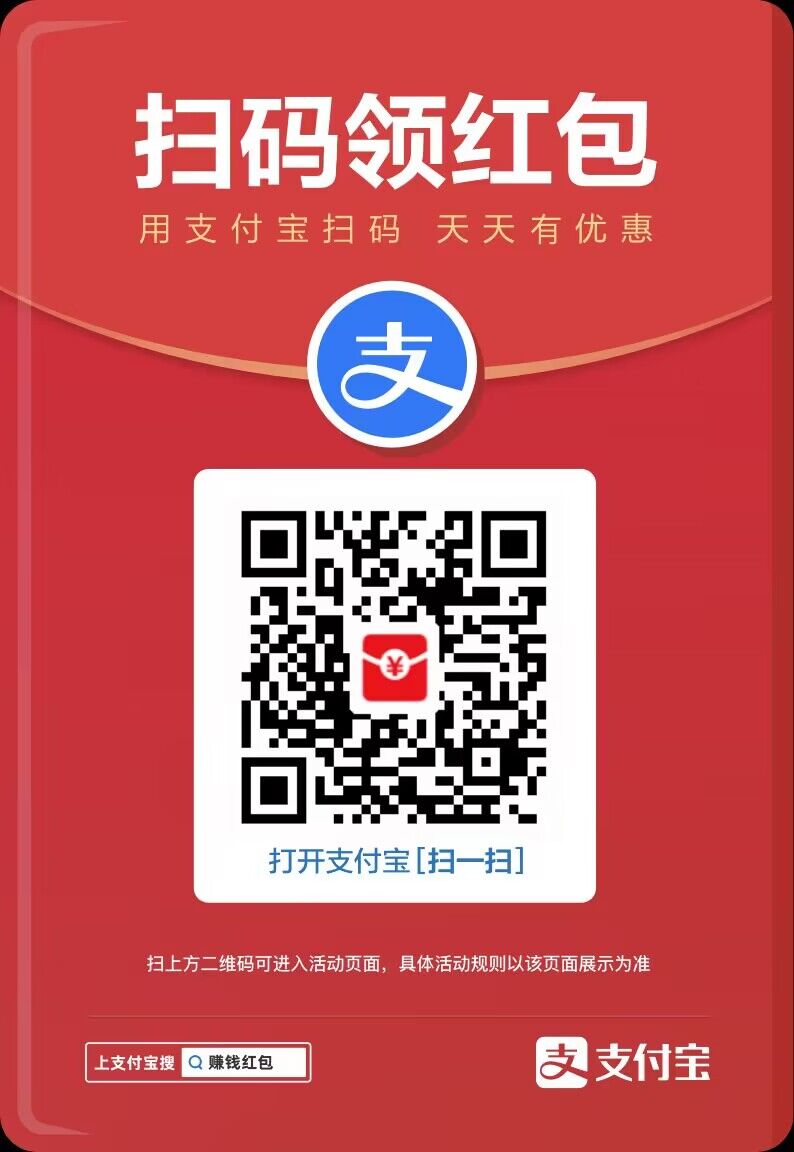 扫码领红包
用支付宝扫码 天天有优惠
支
¥
打开支付宝[扫一扫]
扫上方二维码可进入活动页面，具体活动规则以该页面展示为准
上支付宝搜 赚钱红包
支 支付宝